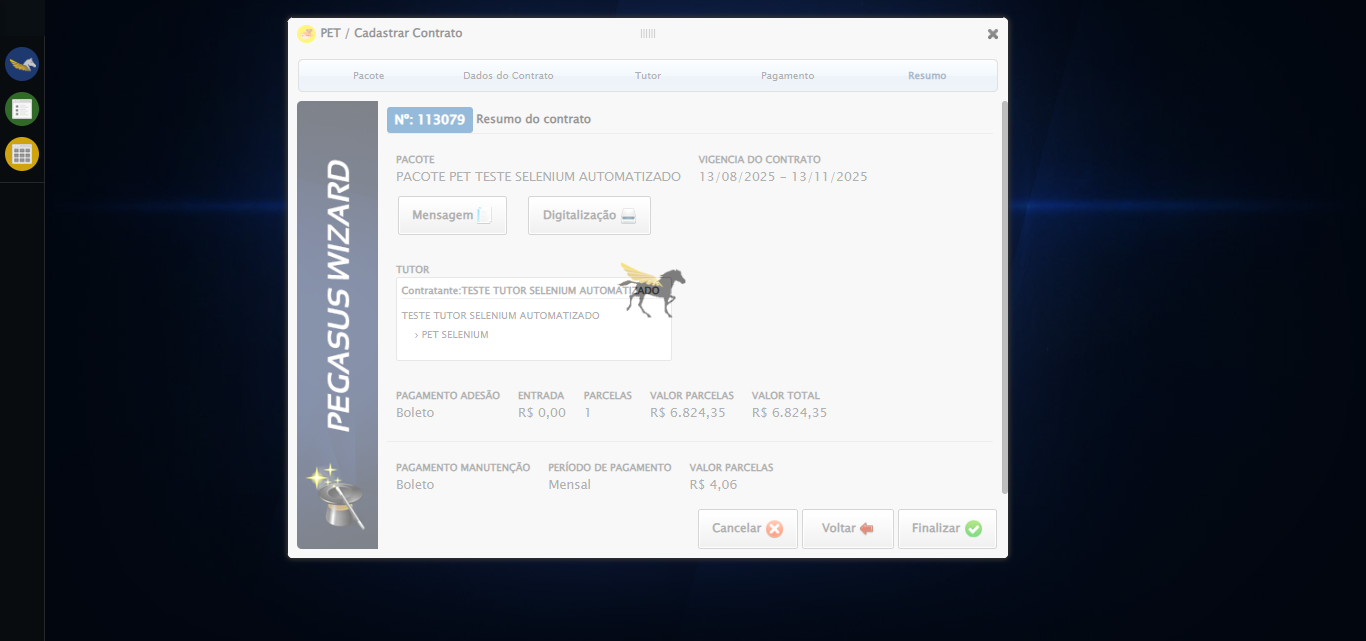 PET / Cadastrar Contrato
Pacote Dados do Contrato Tutor Pagamento Resumo
PEGASUS WIZARD
Nº: 113079 Resumo do contrato
PACOTE VIGENCIA DO CONTRATO
PACOTE PET TESTE SELENIUM AUTOMATIZADO 13/08/2025 - 13/11/2025
Mensagem Digitalização
TUTOR
Contratante:TESTE TUTOR SELENIUM AUTOMATIZADO
TESTE TUTOR SELENIUM AUTOMATIZADO
› PET SELENIUM
PAGAMENTO ADESÃO ENTRADA PARCELAS VALOR PARCELAS VALOR TOTAL
Boleto R$ 0,00 1 R$ 6.824,35 R$ 6.824,35
PAGAMENTO MANUTENÇÃO PERÍODO DE PAGAMENTO VALOR PARCELAS
Boleto Mensal R$ 4,06
Cancelar Voltar Finalizar